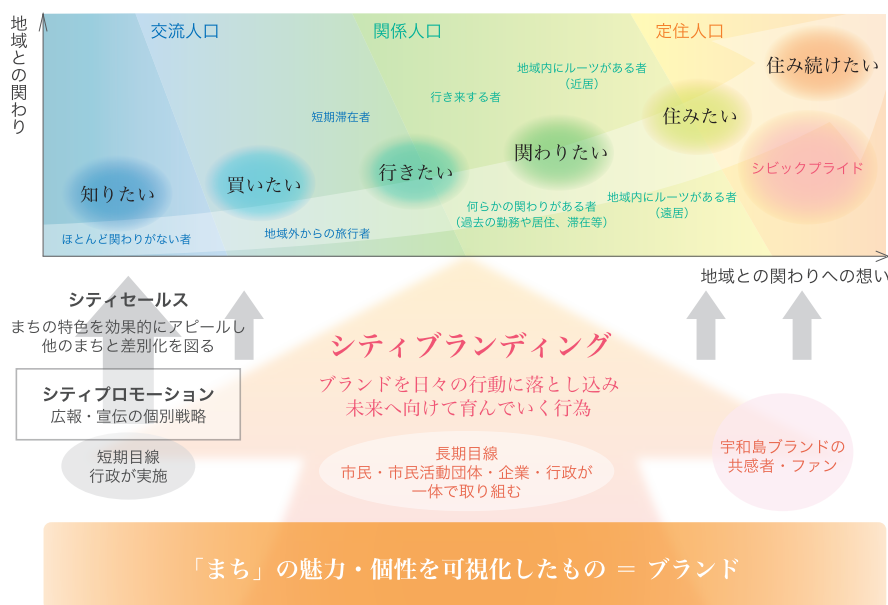 地域との関わり
交流人口
関係人口
定住人口
住み続けたい
地域内にルーツがある者
（近居）
行き来する者
短期滞在者
住みたい
関わりたい
シビックプライド
行きたい
買いたい
知りたい
地域内にルーツがある者
（遠居）
何らかの関わりがある者
（過去の勤務や居住、滞在等）
地域外からの旅行者
ほとんど関わりがない者
地域との関わりへの想い
シティセールス
まちの特色を効果的にアピールし
他のまちと差別化を図る
シティプロモーション
広報・宣伝の個別戦略
短期目線
行政が実施
シティブランディング
ブランドを日々の行動に落とし込み
未来へ向けて育んでいく行為
長期目線
市民・市民活動団体・企業・行政が
一体で取り組む
宇和島ブランドの
共感者・ファン
「まち」の魅力・個性を可視化したもの ＝ ブランド